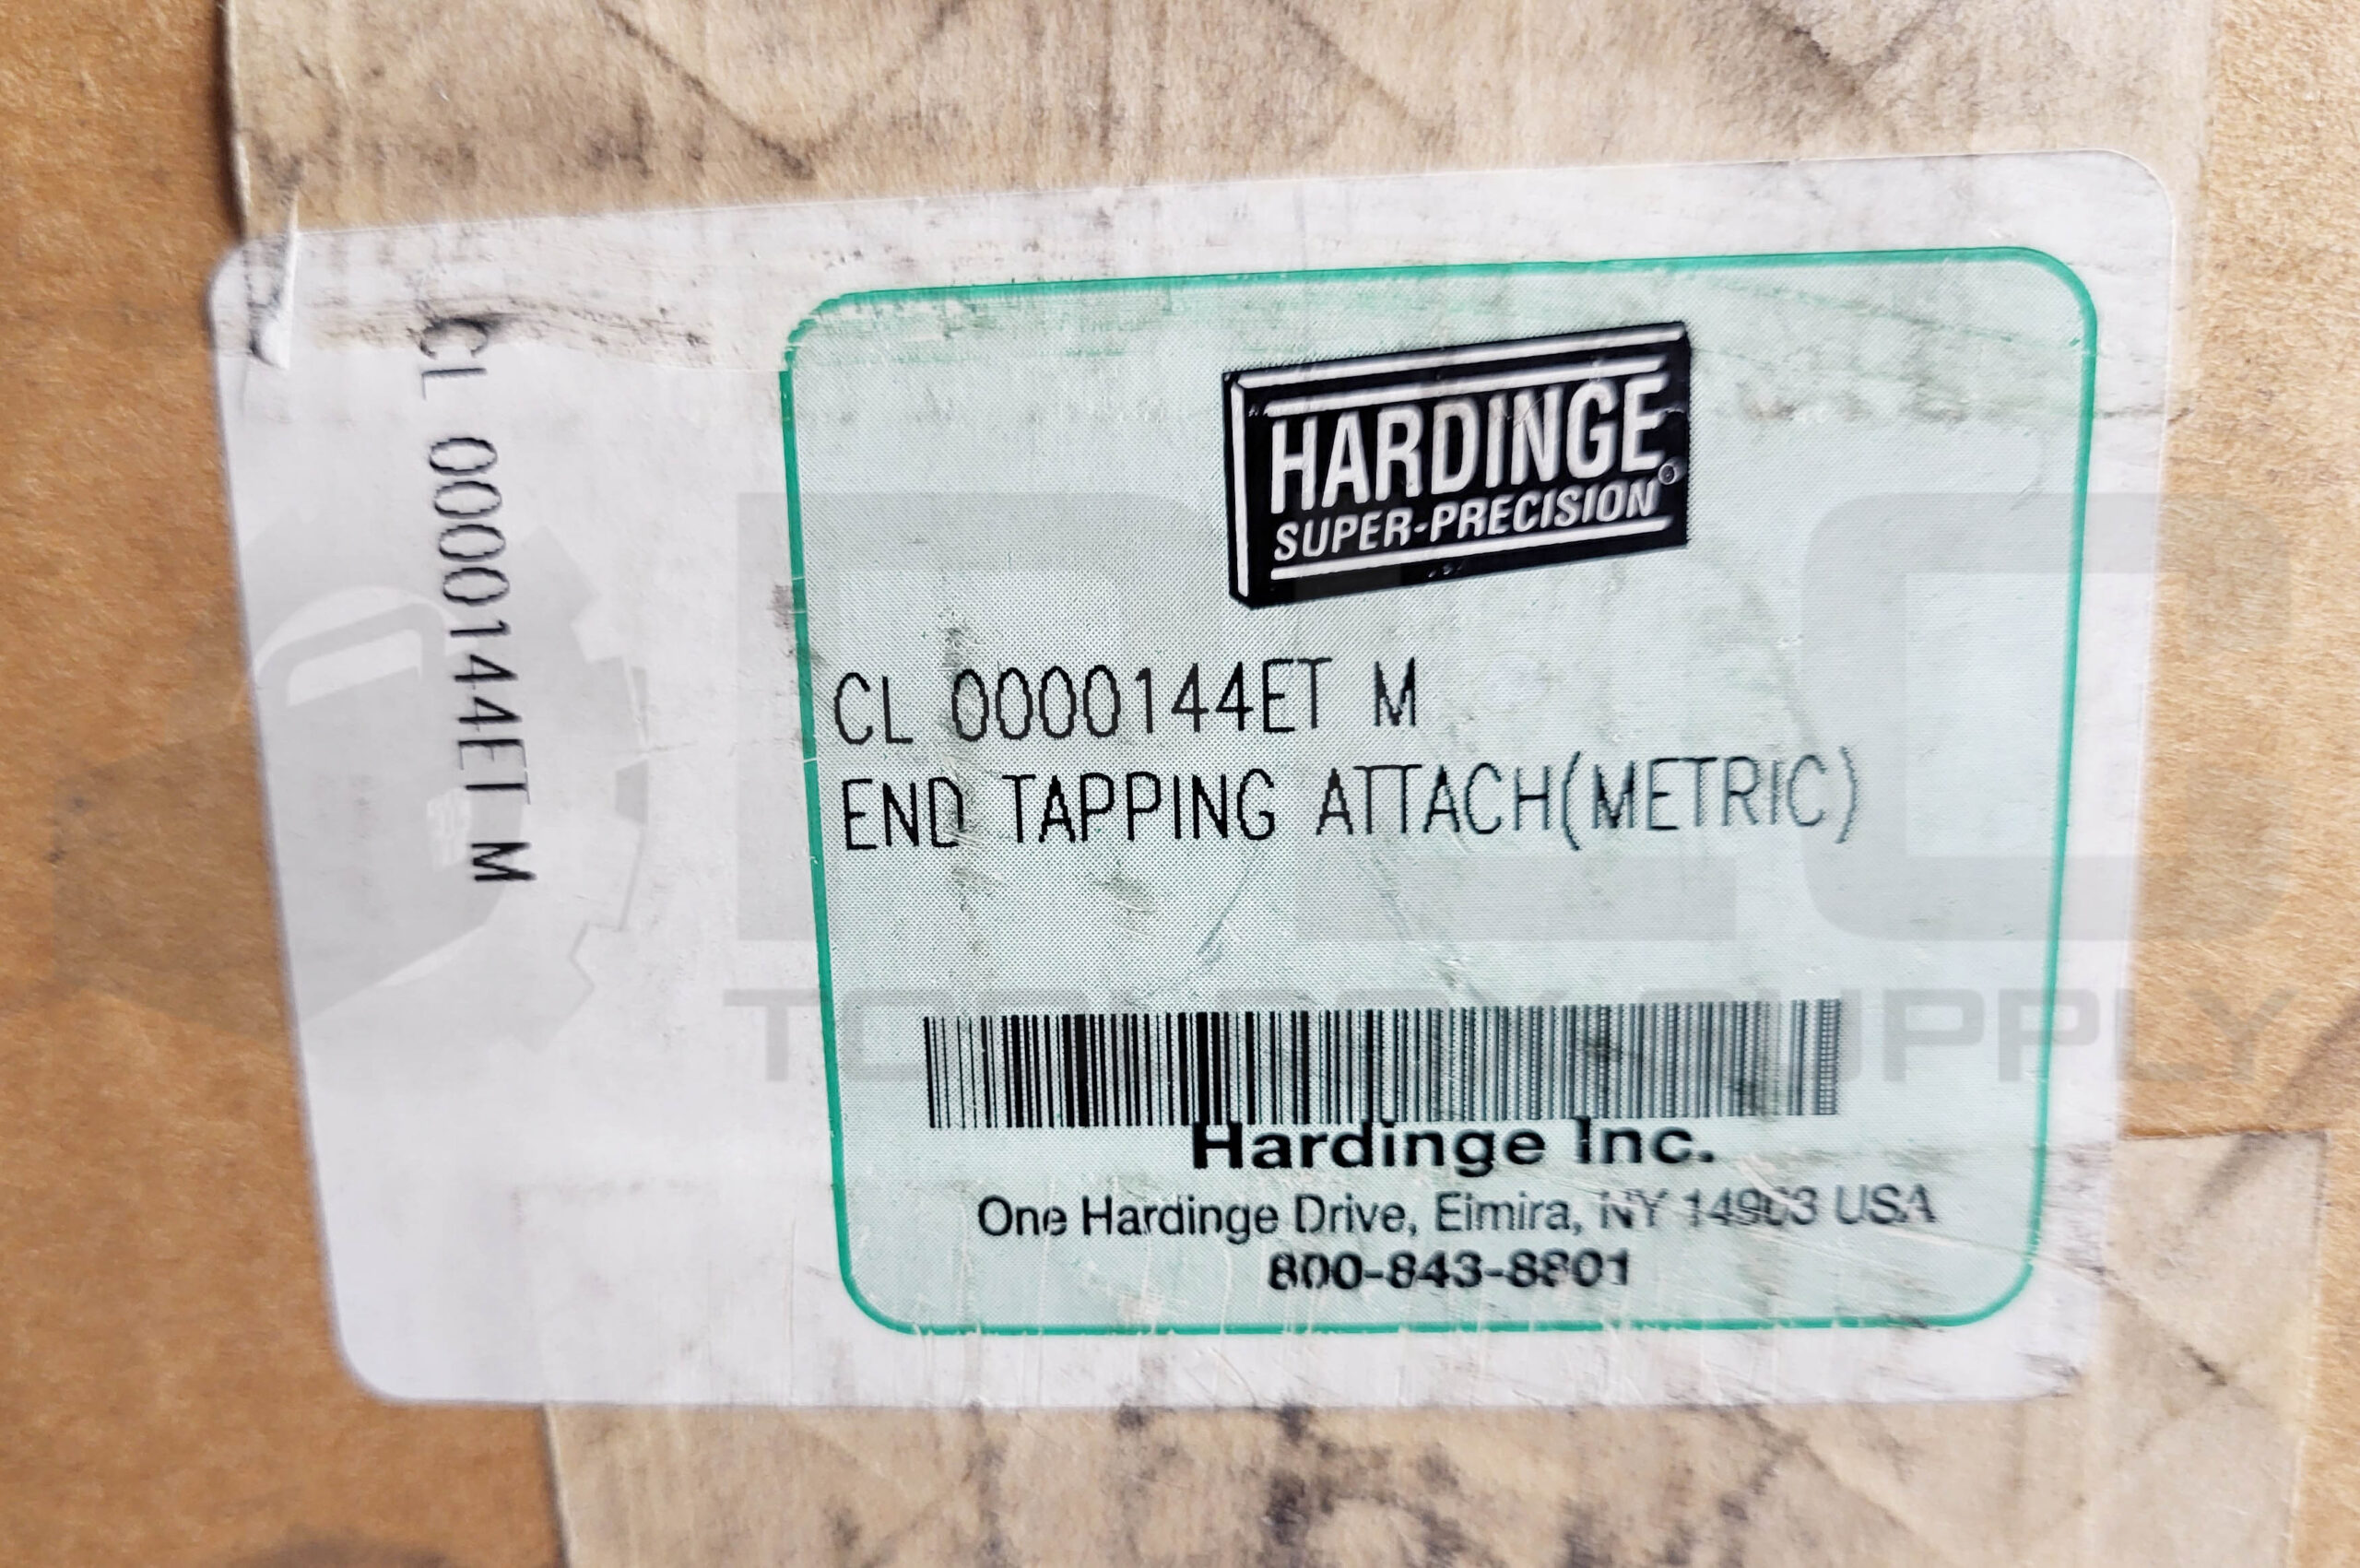 CL 0000144ET M
HARDINGE®
SUPER-PRECISION
CL 0000144ET M
END TAPPING ATTACH(METRIC)
Hardinge Inc.
One Hardinge Drive, Elmira, NY 14903 USA
800-843-8801
SUPPLY